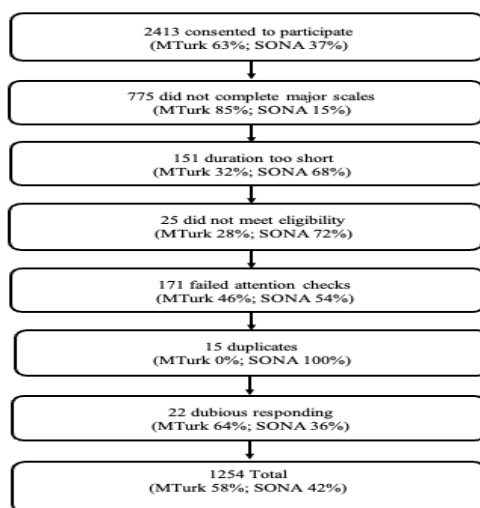 2413 consented to participate
(MTurk 63%; SONA 37%)
775 did not complete major scales
(MTurk 85%; SONA 15%)
151 duration too short
(MTurk 32%; SONA 68%)
25 did not meet eligibility
(MTurk 28%; SONA 72%)
171 failed attention checks
(MTurk 46%; SONA 54%)
15 duplicates
(MTurk 0%; SONA 100%)
22 dubious responding
(MTurk 64%; SONA 36%)
1254 Total
(MTurk 58%; SONA 42%)